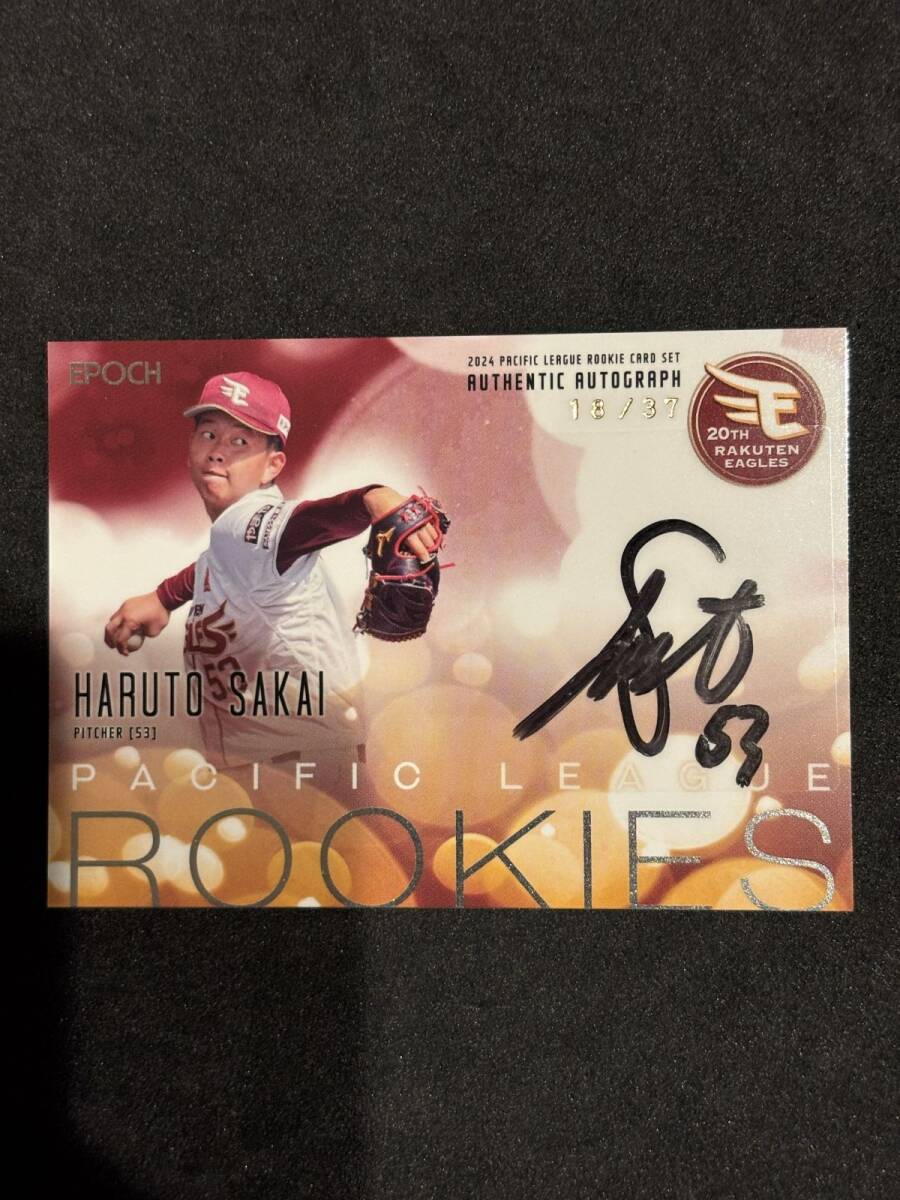 EPOCH
2024 PACIFIC LEAGUE ROOKIE CARD SET
AUTHENTIC AUTOGRAPH
18/37
E
20TH
RAKUTEN
EAGLES
53
HARUTO SAKAI
PITCHER [53]
53
PACIFIC LEAGUE
ROOKIES